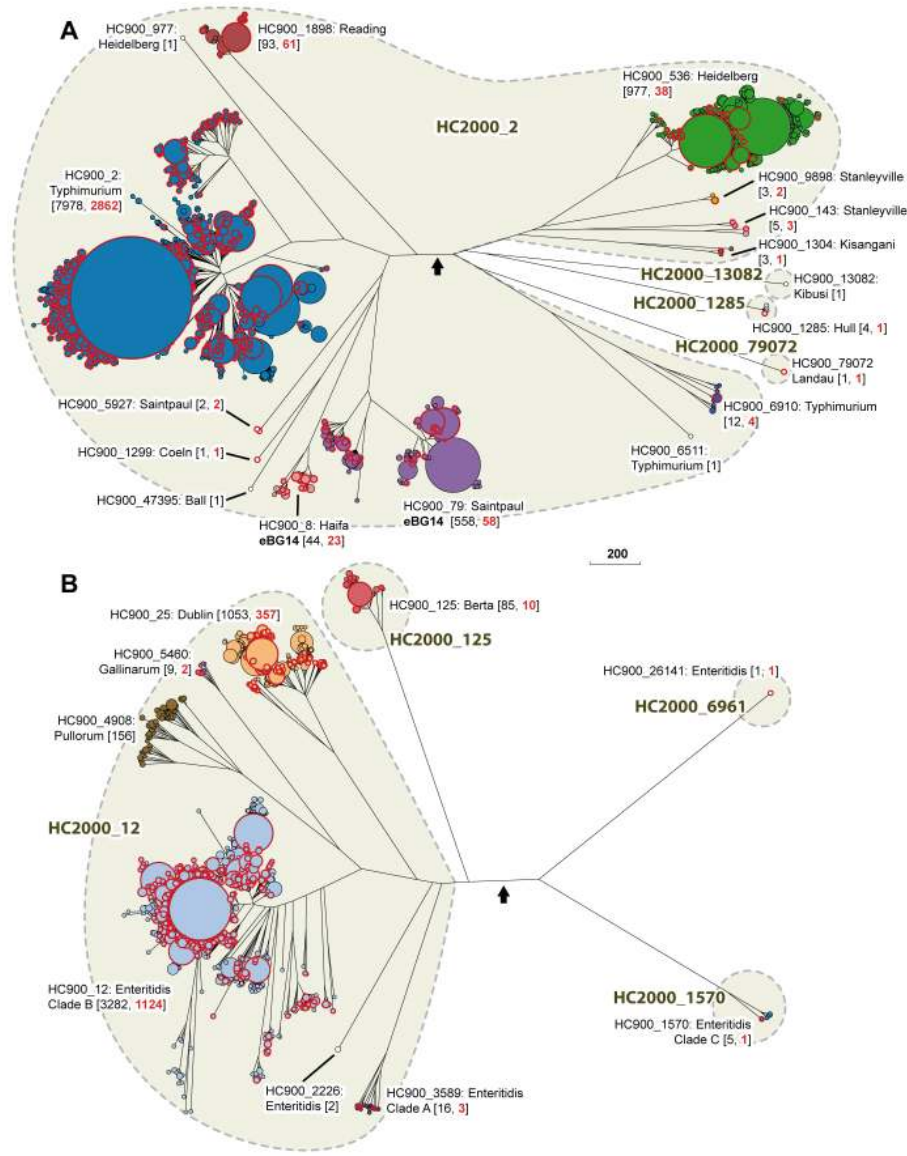 A
HC900_977:
Heidelberg [1]
HC900_1898: Reading
[93, 61]
HC900_536: Heidelberg
[977, 38]
HC2000_2
HC900_2:
Typhimurium
[7978, 2862]
HC900_9898: Stanleyville
[3, 2]
HC900_143: Stanleyville
[5, 3]
HC900_1304: Kisangani
[3, 1]
HC2000_13082
HC900_13082:
Kibusi [1]
HC2000_1285
HC900_1285: Hull [4, 1]
HC2000_79072
HC900_79072
Landau [1, 1]
HC900_6910: Typhimurium
[12, 4]
HC900_6511:
Typhimurium [1]
HC900_5927: Saintpaul [2, 2]
HC900_1299: Coeln [1, 1]
HC900_47395: Ball [1]
HC900_8: Haifa
eBG14 [44, 23]
HC900_79: Saintpaul
eBG14 [558, 58]
200
B
HC900_25: Dublin [1053, 357]
HC900_125: Berta [85, 10]
HC2000_125
HC900_5460:
Gallinarum [9, 2]
HC900_26141: Enteritidis [1, 1]
HC2000_6961
HC900_4908:
Pullorum [156]
HC2000_12
HC900_12: Enteritidis
Clade B [3282, 1124]
HC2000_1570
HC900_1570: Enteritidis
Clade C [5, 1]
HC900_2226:
Enteritidis [2]
HC900_3589: Enteritidis
Clade A [16, 3]